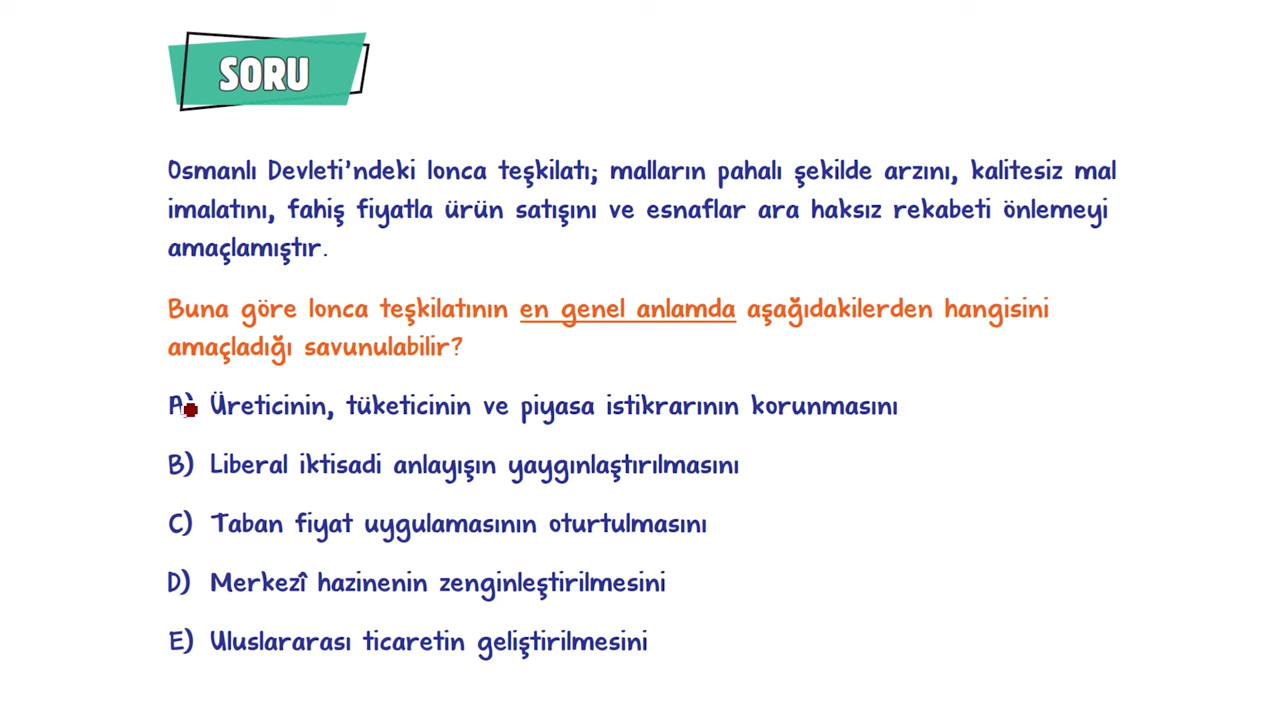 SORU
Osmanlı Devleti'ndeki lonca teşkilatı; malların pahalı şekilde arzını, kalitesiz mal
imalatını, fahiş fiyatla ürün satışını ve esnaflar ara haksız rekabeti önlemeyi
amaçlamıştır.
Buna göre lonca teşkilatının en genel anlamda aşağıdakilerden hangisini
amaçladığı savunulabilir?
A) Üreticinin, tüketicinin ve piyasa istikrarının korunmasını
B) Liberal iktisadi anlayışın yaygınlaştırılmasını
C) Taban fiyat uygulamasının oturtulmasını
D) Merkezî hazinenin zenginleştirilmesini
E) Uluslararası ticaretin geliştirilmesini